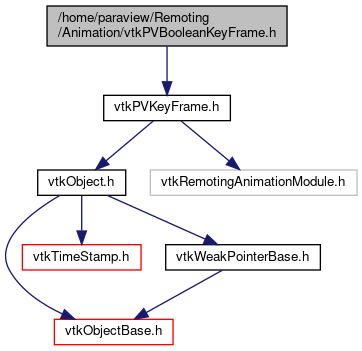 /home/paraview/Remoting
/Animation/vtkPVBooleanKeyFrame.h
vtkPVKeyFrame.h
vtkObject.h
vtkRemotingAnimationModule.h
vtkTimeStamp.h
vtkWeakPointerBase.h
vtkObjectBase.h